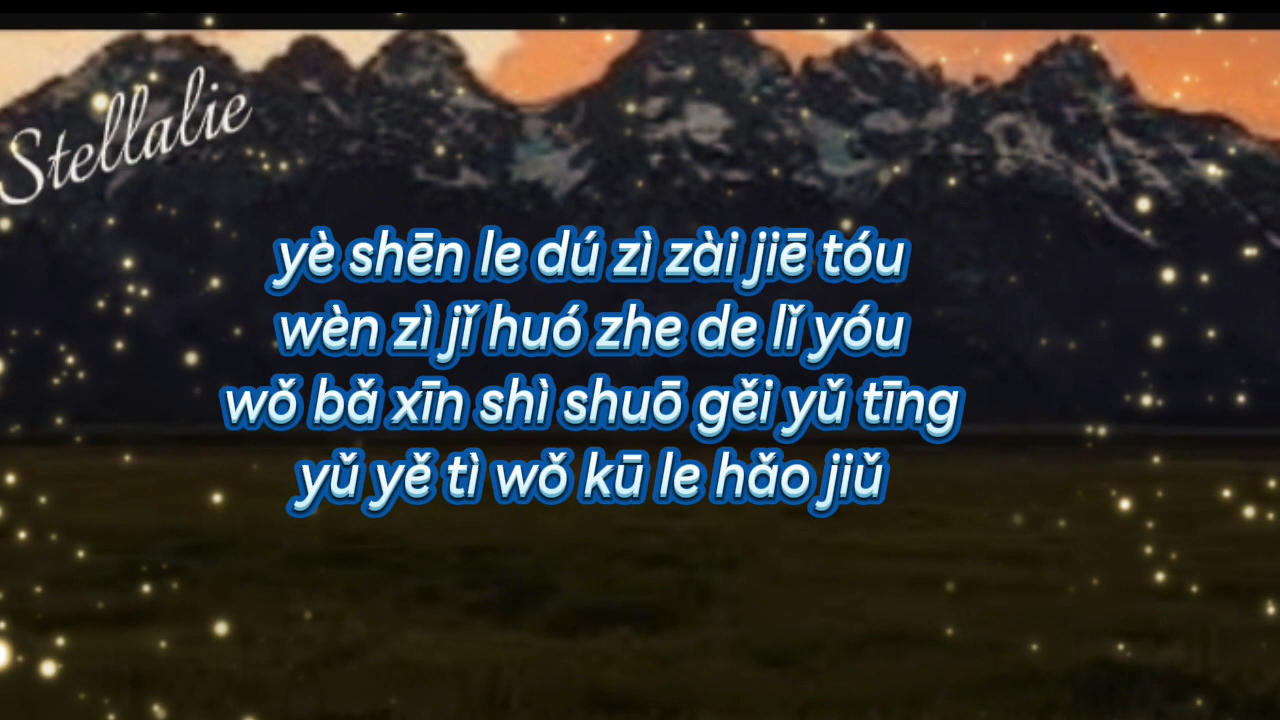 Stellalie
yè shēn le dú zì zài jiē tóu
wèn zì jǐ huó zhe de lǐ yóu
wǒ bǎ xīn shì shuō gěi yǔ tīng
yǔ yě tì wǒ kū le hǎo jiǔ